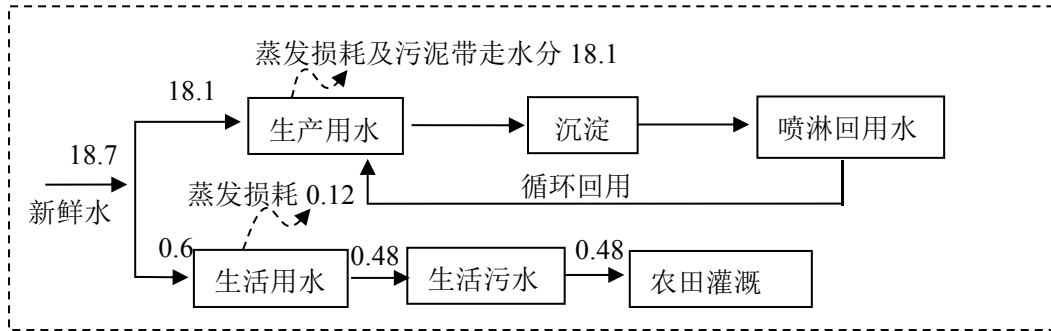 蒸发损耗及污泥带走水分 18.1
18.1
生产用水
沉淀
喷淋回用水
18.7
新鲜水
循环回用
蒸发损耗 0.12
0.6
生活用水
0.48
生活污水
0.48
农田灌溉